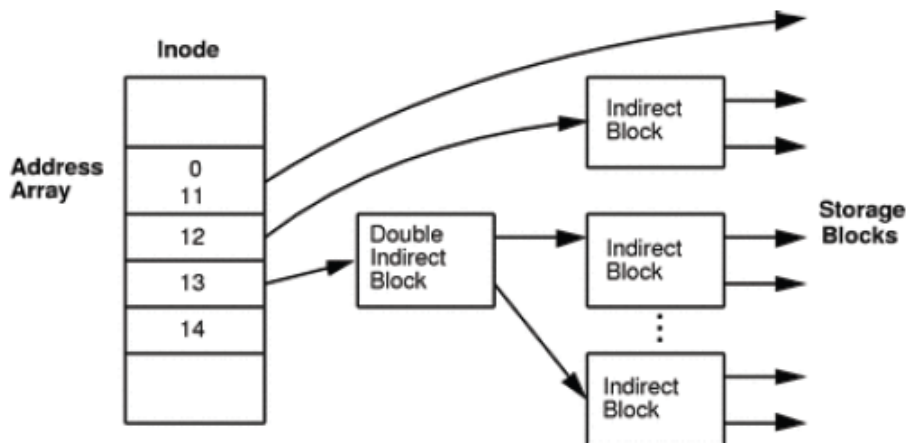 Inode
Address
Array
0
11
12
13
14
Double
Indirect
Block
Indirect
Block
Indirect
Block
Indirect
Block
Storage
Blocks